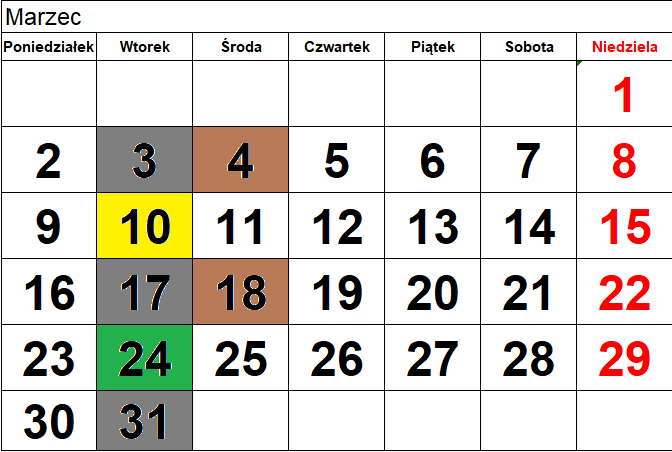 Marzec
Poniedziałek Wtorek Środa Czwartek Piątek Sobota Niedziela
1
2 3 4 5 6 7 8
9 10 11 12 13 14 15
16 17 18 19 20 21 22
23 24 25 26 27 28 29
30 31